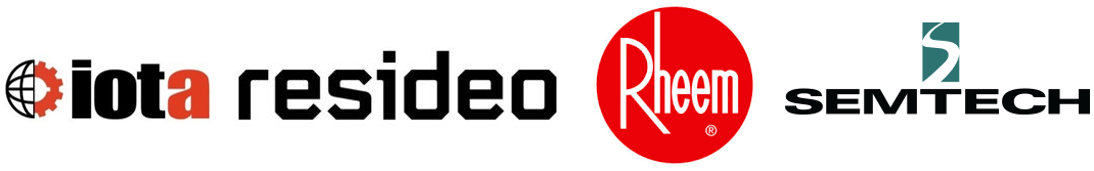 iota
resideo
Rheem ®
SEMTECH